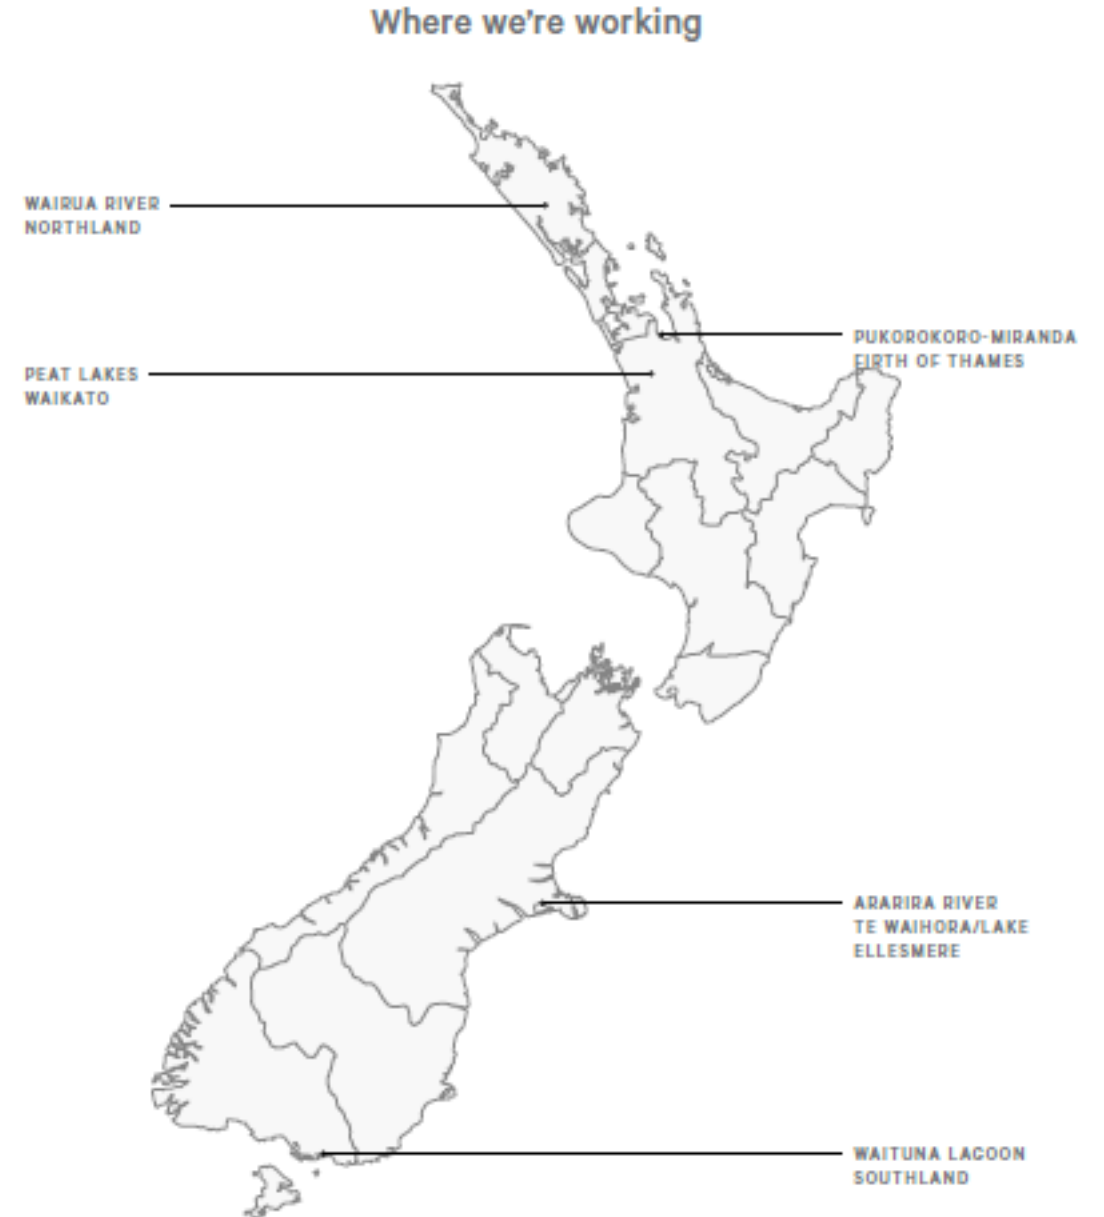 Where we're working
WAIRUA RIVER
NORTHLAND
PUKOROKORO-MIRANDA
FIRTH OF THAMES
PEAT LAKES
WAIKATO
ARARIRA RIVER
TE WAIHORA/LAKE
ELLESMERE
WAITUNA LAGOON
SOUTHLAND